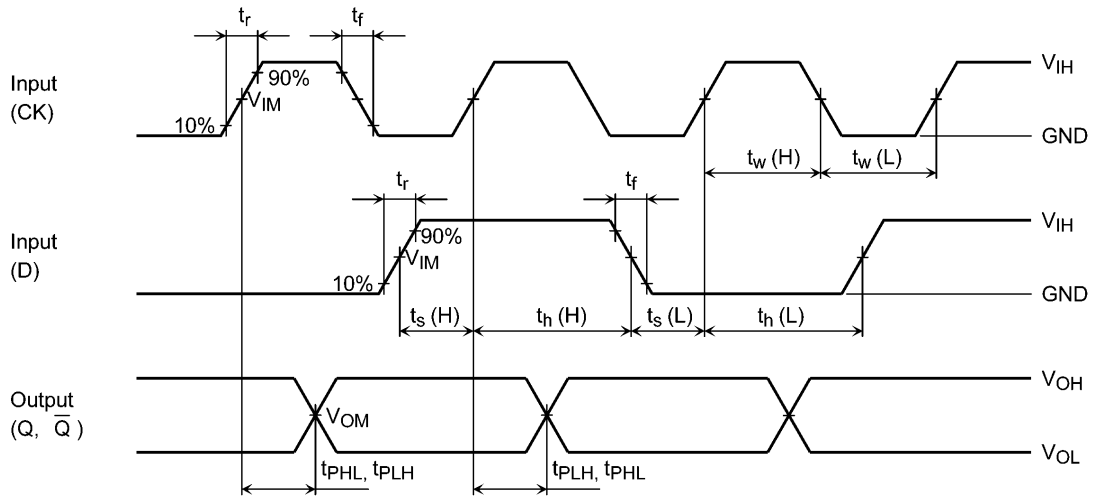 tr
tf
Input
(CK)
90%
VIM
10%
VIH
GND
tw (H)
tw (L)
tr
tf
Input
(D)
90%
VIM
10%
VIH
GND
ts (H)
th (H)
ts (L)
th (L)
Output
(Q, Q̅ )
VOM
VOH
VOL
tPHL, tPLH
tPLH, tPHL